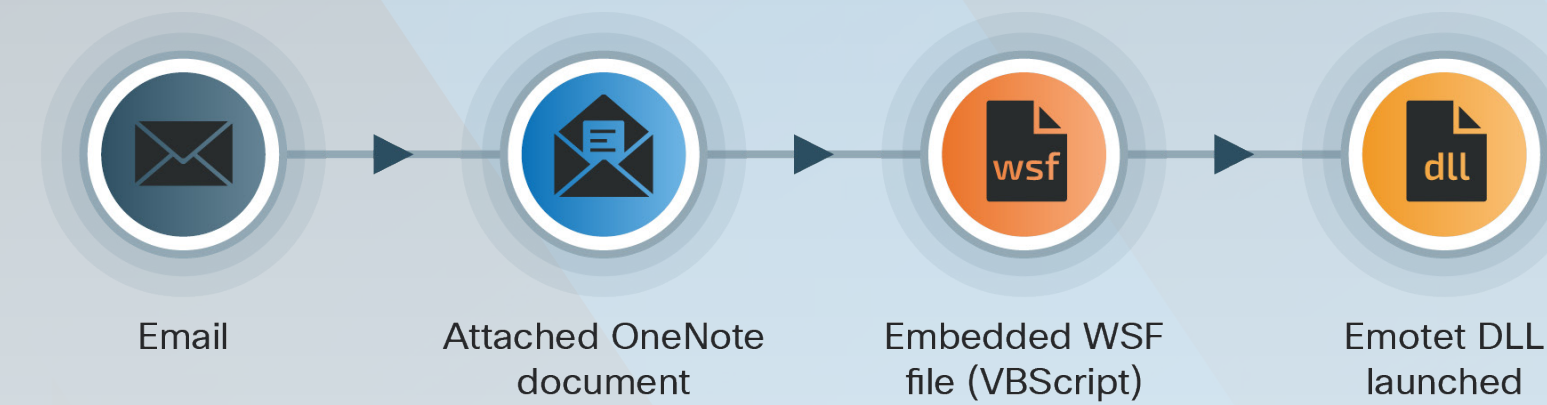 wsf
dll
Email
Attached OneNote
document
Embedded WSF
file (VBScript)
Emotet DLL
launched